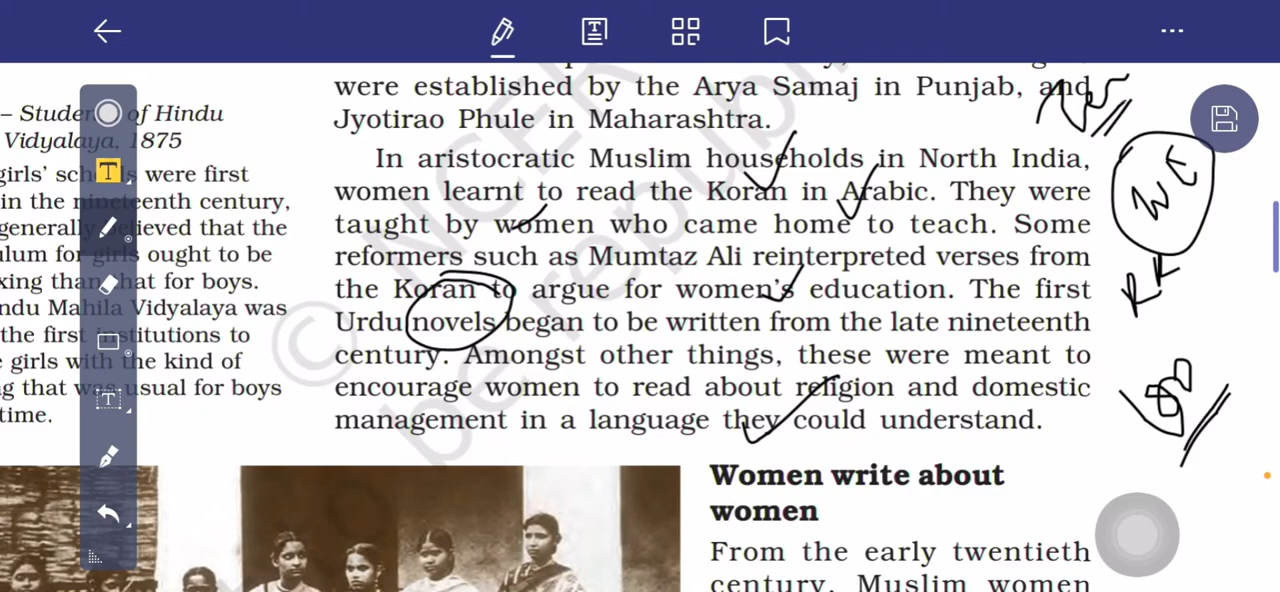 – Student of Hindu
Vidyalaya, 1875
girls' were first
in the nineteenth century,
generally believed that the
for girls ought to be
than that for boys.
Mahila Vidyalaya was
the first institutions to
girls with the kind of
that was usual for boys
time.
were established by the Arya Samaj in Punjab, and
Jyotirao Phule in Maharashtra.
In aristocratic Muslim households in North India,
women learnt to read the Koran in Arabic. They were
taught by women who came home to teach. Some
reformers such as Mumtaz Ali reinterpreted verses from
the Koran to argue for women's education. The first
Urdu novels began to be written from the late nineteenth
century. Amongst other things, these were meant to
encourage women to read about religion and domestic
management in a language they could understand.
Women write about
women
From the early twentieth
century, Muslim women
WE
RK
© NCERT
be republi